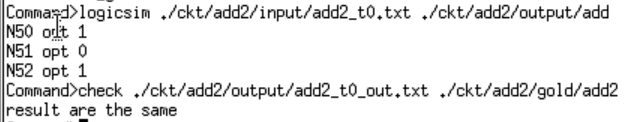 Command>logicsim ./ckt/add2/input/add2_t0.txt ./ckt/add2/output/add
N50 opt 1
N51 opt 0
N52 opt 1
Command>check ./ckt/add2/output/add2_t0_out.txt ./ckt/add2/gold/add2
result are the same